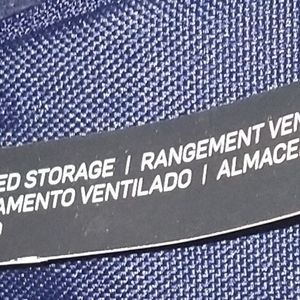 ED STORAGE | RANGEMENT VEN
AMENTO VENTILADO | ALMACE